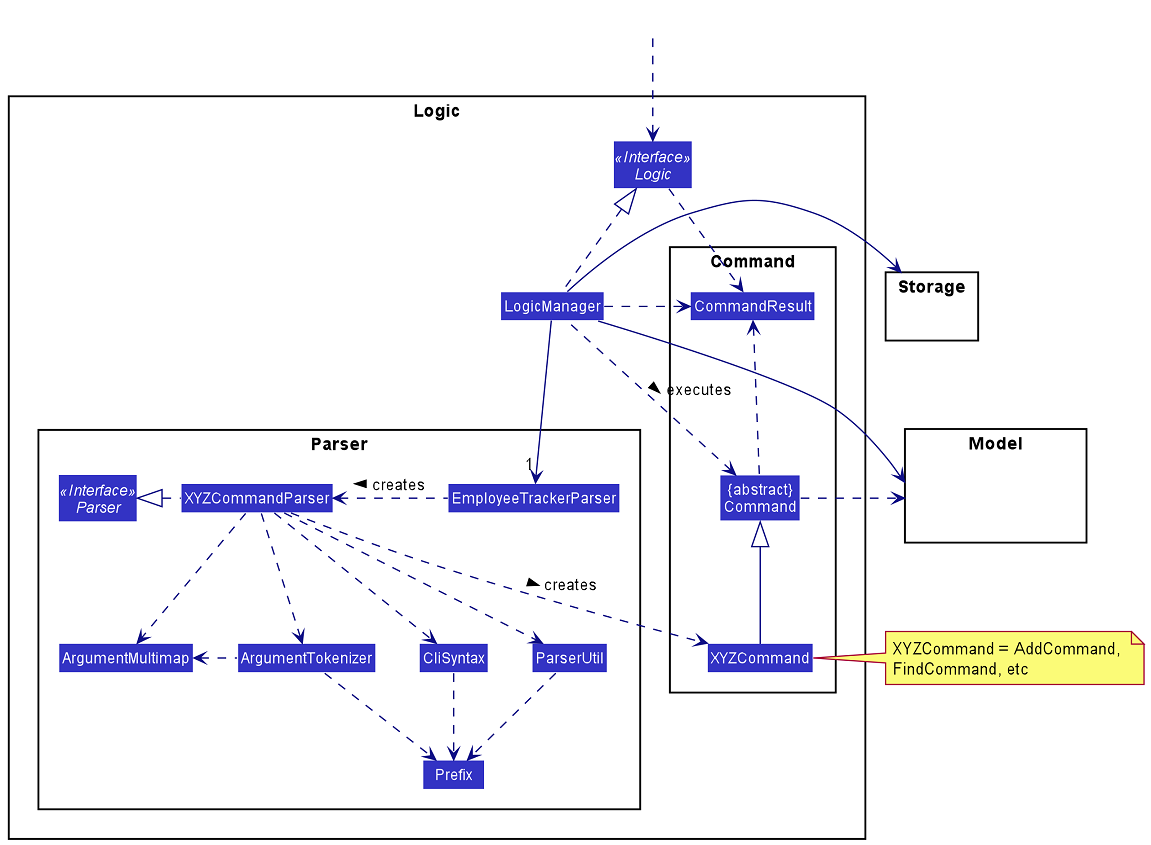 Logic
«Interface»
Logic
Command
Storage
LogicManager
CommandResult
executes
Parser
Model
1
«Interface»
Parser
XYZCommandParser
creates
EmployeeTrackerParser
{abstract}
Command
creates
ArgumentMultimap
ArgumentTokenizer
CliSyntax
ParserUtil
XYZCommand
XYZCommand = AddCommand,
FindCommand, etc
Prefix